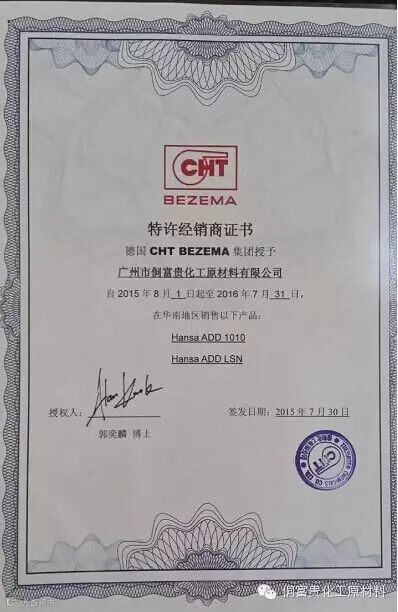 CHT
BEZEMA
特许经销商证书
德国 CHT BEZEMA 集团授予
广州市侗富贵化工原材料有限公司
自 2015 年 8 月 1 日起至 2016 年 7 月 31 日，
在华南地区销售以下产品：
Hansa ADD 1010
Hansa ADD LSN
授权人：
郭奕麟 博士
签发日期：2015 年 7 月 30 日
CHT
侗富贵化工原材料